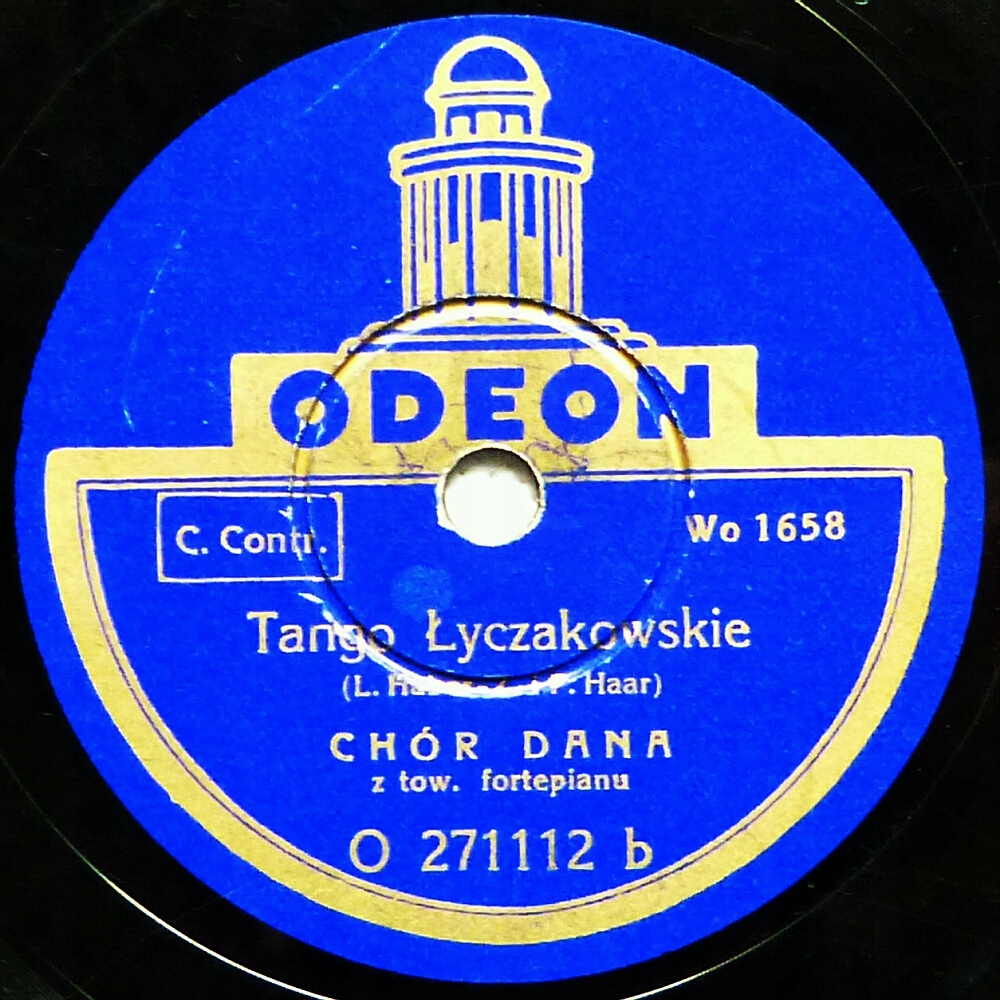 ODEON
C. Contr.
Wo 1658
Tango Łyczakowskie
(L. F. Haar)
CHÓR DANA
z tow. fortepianu
O 271112 b